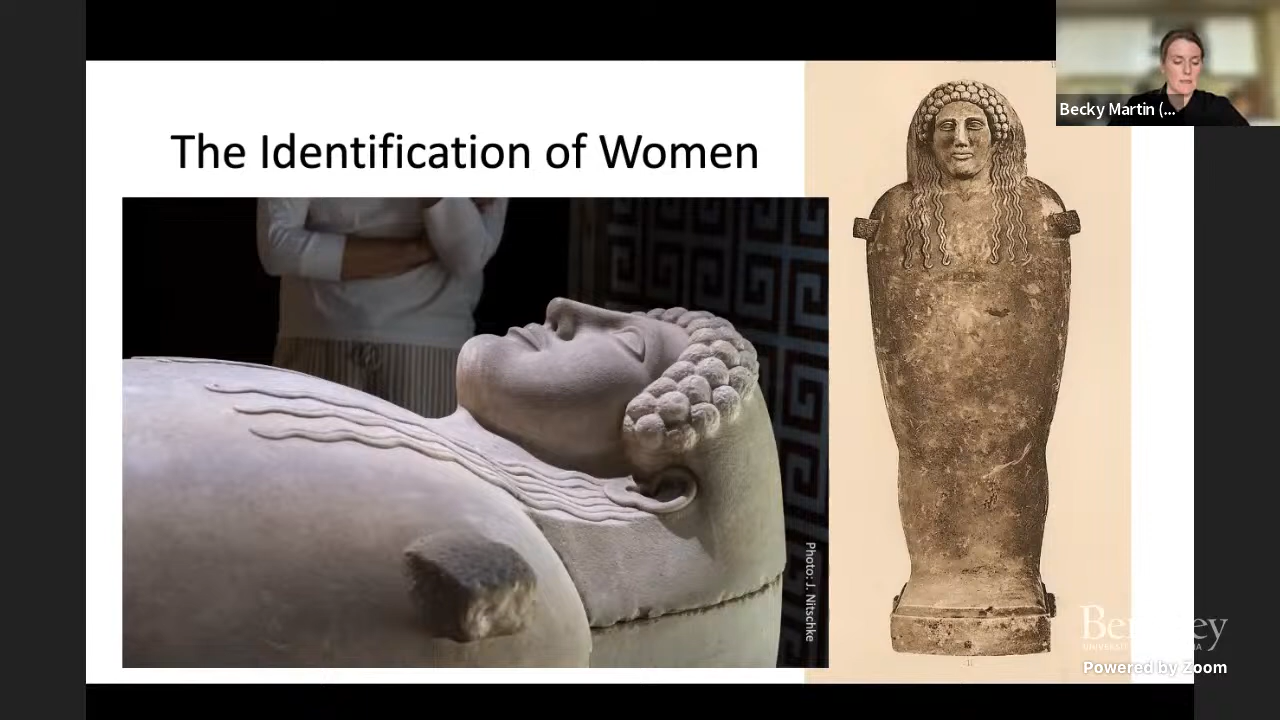 The Identification of Women
Becky Martin (...
Photo: J. Nitschke
Powered by Zoom